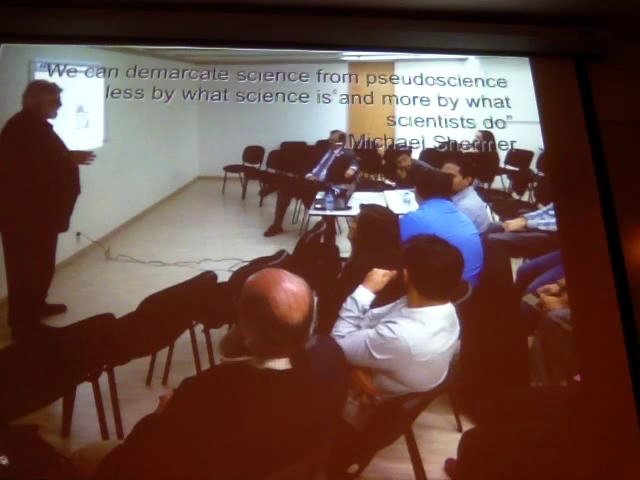 "We can demarcate science from pseudoscience
less by what science is and more by what
scientists do"
-Michael Shermer